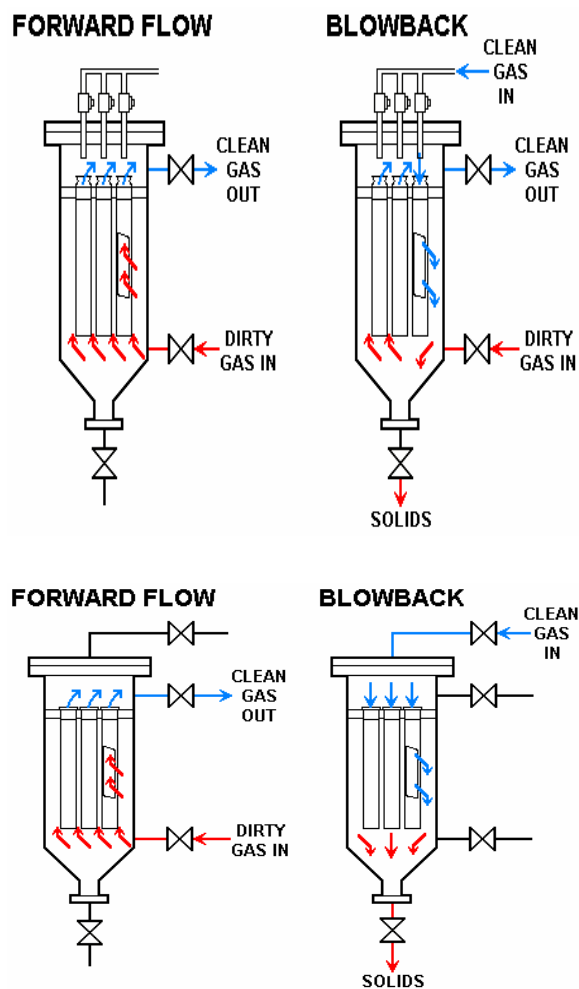 FORWARD FLOW
BLOWBACK
CLEAN
GAS
IN
CLEAN
GAS
OUT
CLEAN
GAS
OUT
DIRTY
GAS IN
DIRTY
GAS IN
SOLIDS
FORWARD FLOW
BLOWBACK
CLEAN
GAS
IN
CLEAN
GAS
OUT
DIRTY
GAS IN
SOLIDS